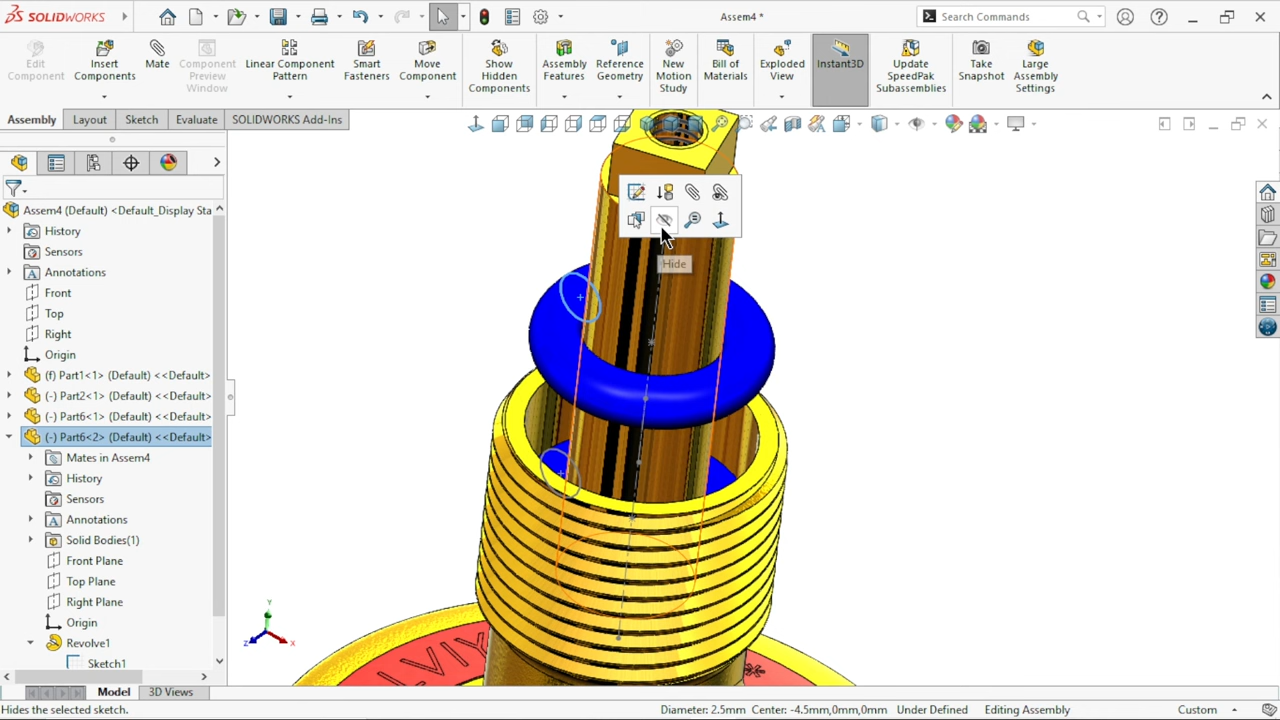 SOLIDWORKS
Assem4 *
Search Commands
Edit Component
Insert Components
Mate
Component Preview Window
Linear Component Pattern
Smart Fasteners
Move Component
Show Hidden Components
Assembly Features
Reference Geometry
New Motion Study
Bill of Materials
Exploded View
Instant3D
Update SpeedPak Subassemblies
Take Snapshot
Large Assembly Settings
Assembly
Layout
Sketch
Evaluate
SOLIDWORKS Add-Ins
Assem4 (Default) <Default_Display Sta
History
Sensors
Annotations
Front
Top
Right
Origin
(f) Part1<1> (Default) <<Default>
(-) Part2<1> (Default) <<Default>
(-) Part6<1> (Default) <<Default>
(-) Part6<2> (Default) <<Default>
Mates in Assem4
History
Sensors
Annotations
Solid Bodies(1)
Front Plane
Top Plane
Right Plane
Origin
Revolve1
Sketch1
Hide
Y
Z
X
Model
3D Views
Hides the selected sketch.
Diameter: 2.5mm Center: -4.5mm,0mm,0mm
Under Defined
Editing Assembly
Custom